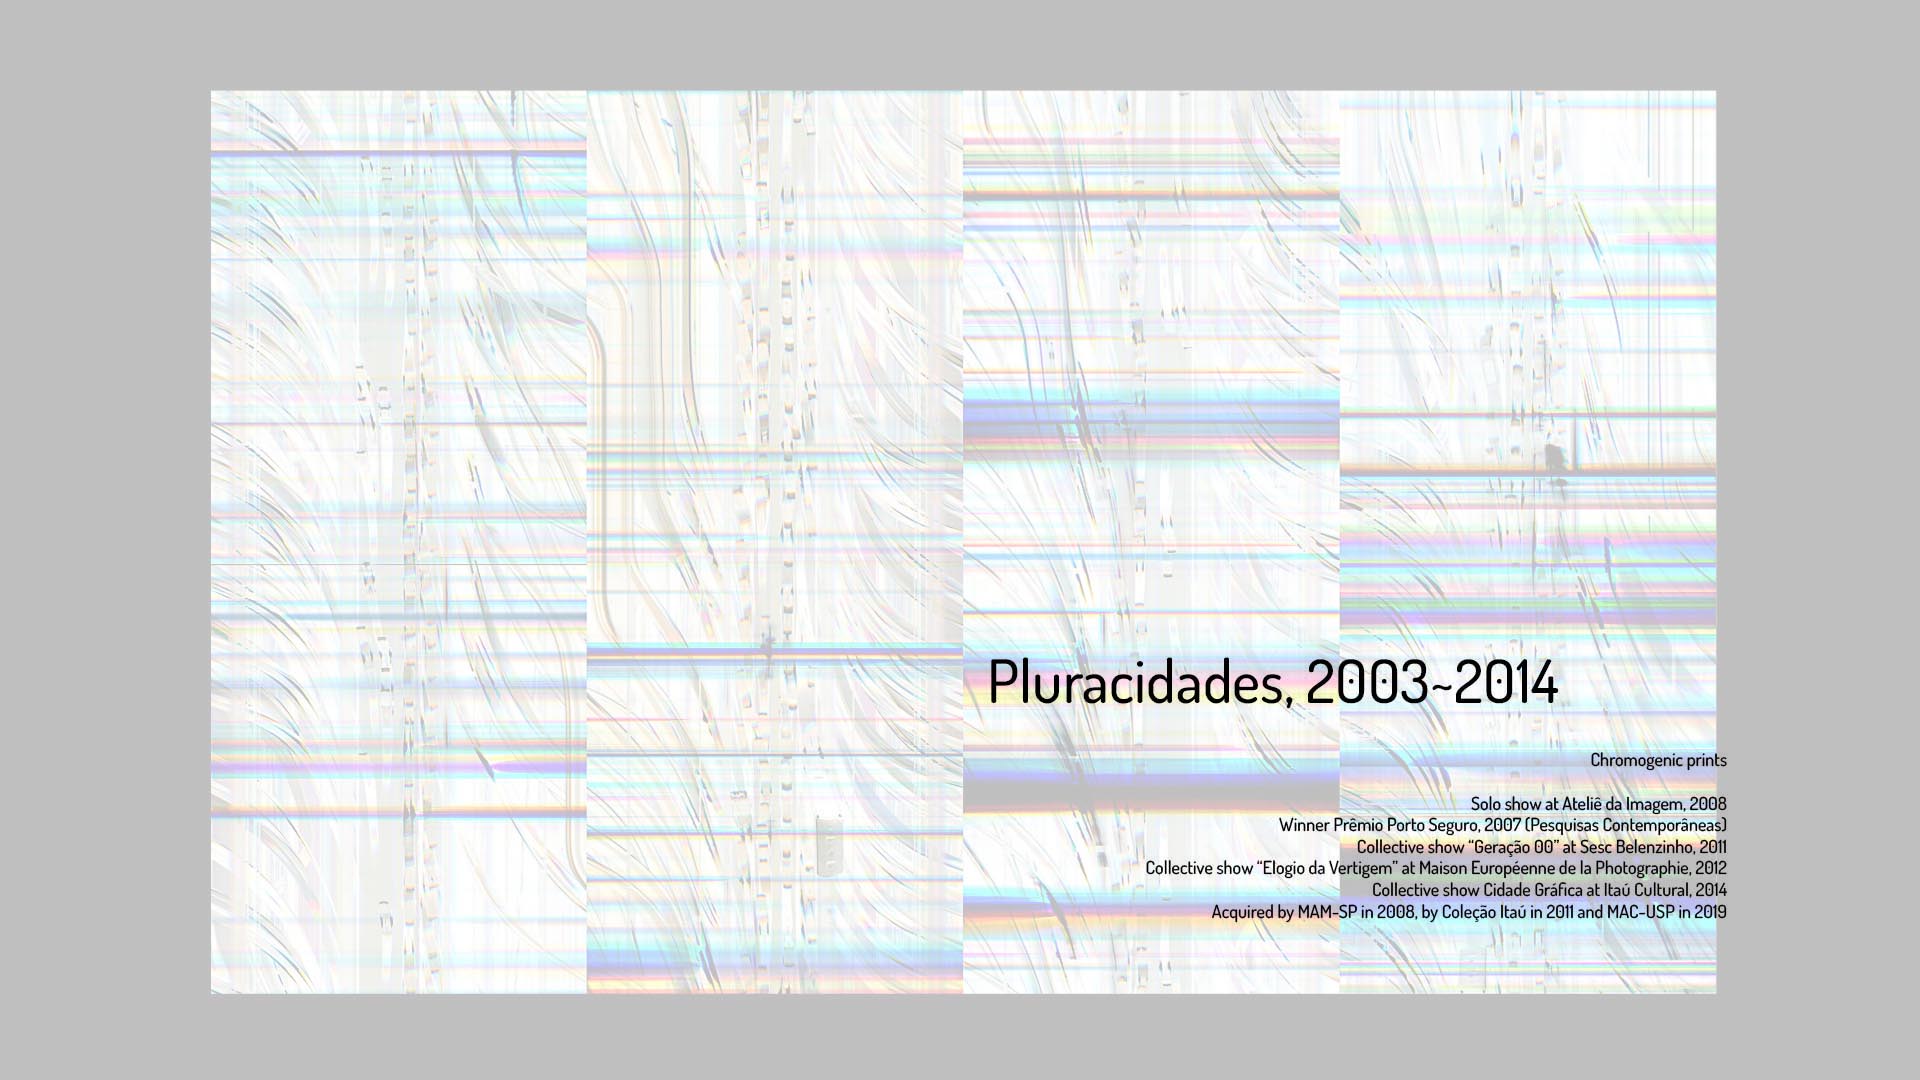 Pluracidades, 2003~2014
Chromogenic prints
Solo show at Ateliê da Imagem, 2008
Winner Prêmio Porto Seguro, 2007 (Pesquisas Contemporâneas)
Collective show “Geração 00” at Sesc Belenzinho, 2011
Collective show “Elogio da Vertigem” at Maison Européenne de la Photographie, 2012
Collective show Cidade Gráfica at Itaú Cultural, 2014
Acquired by MAM-SP in 2008, by Coleção Itaú in 2011 and MAC-USP in 2019